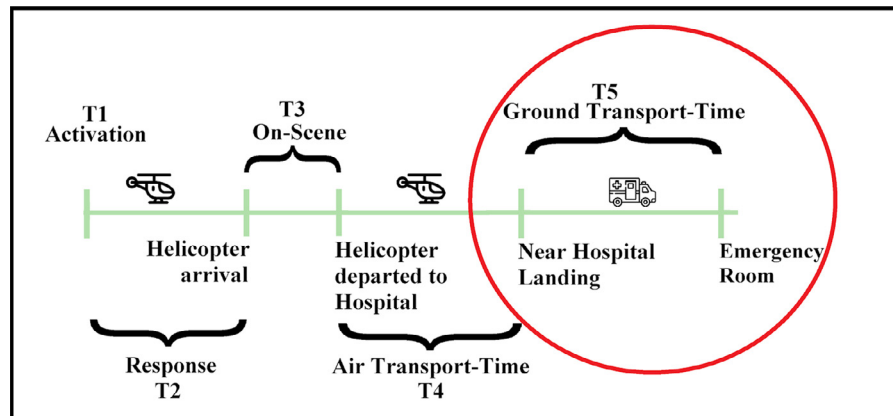 T1
Activation
T3
On-Scene
T5
Ground Transport-Time
Helicopter
arrival
Helicopter
departed to
Hospital
Near Hospital
Landing
Emergency
Room
Response
T2
Air Transport-Time
T4